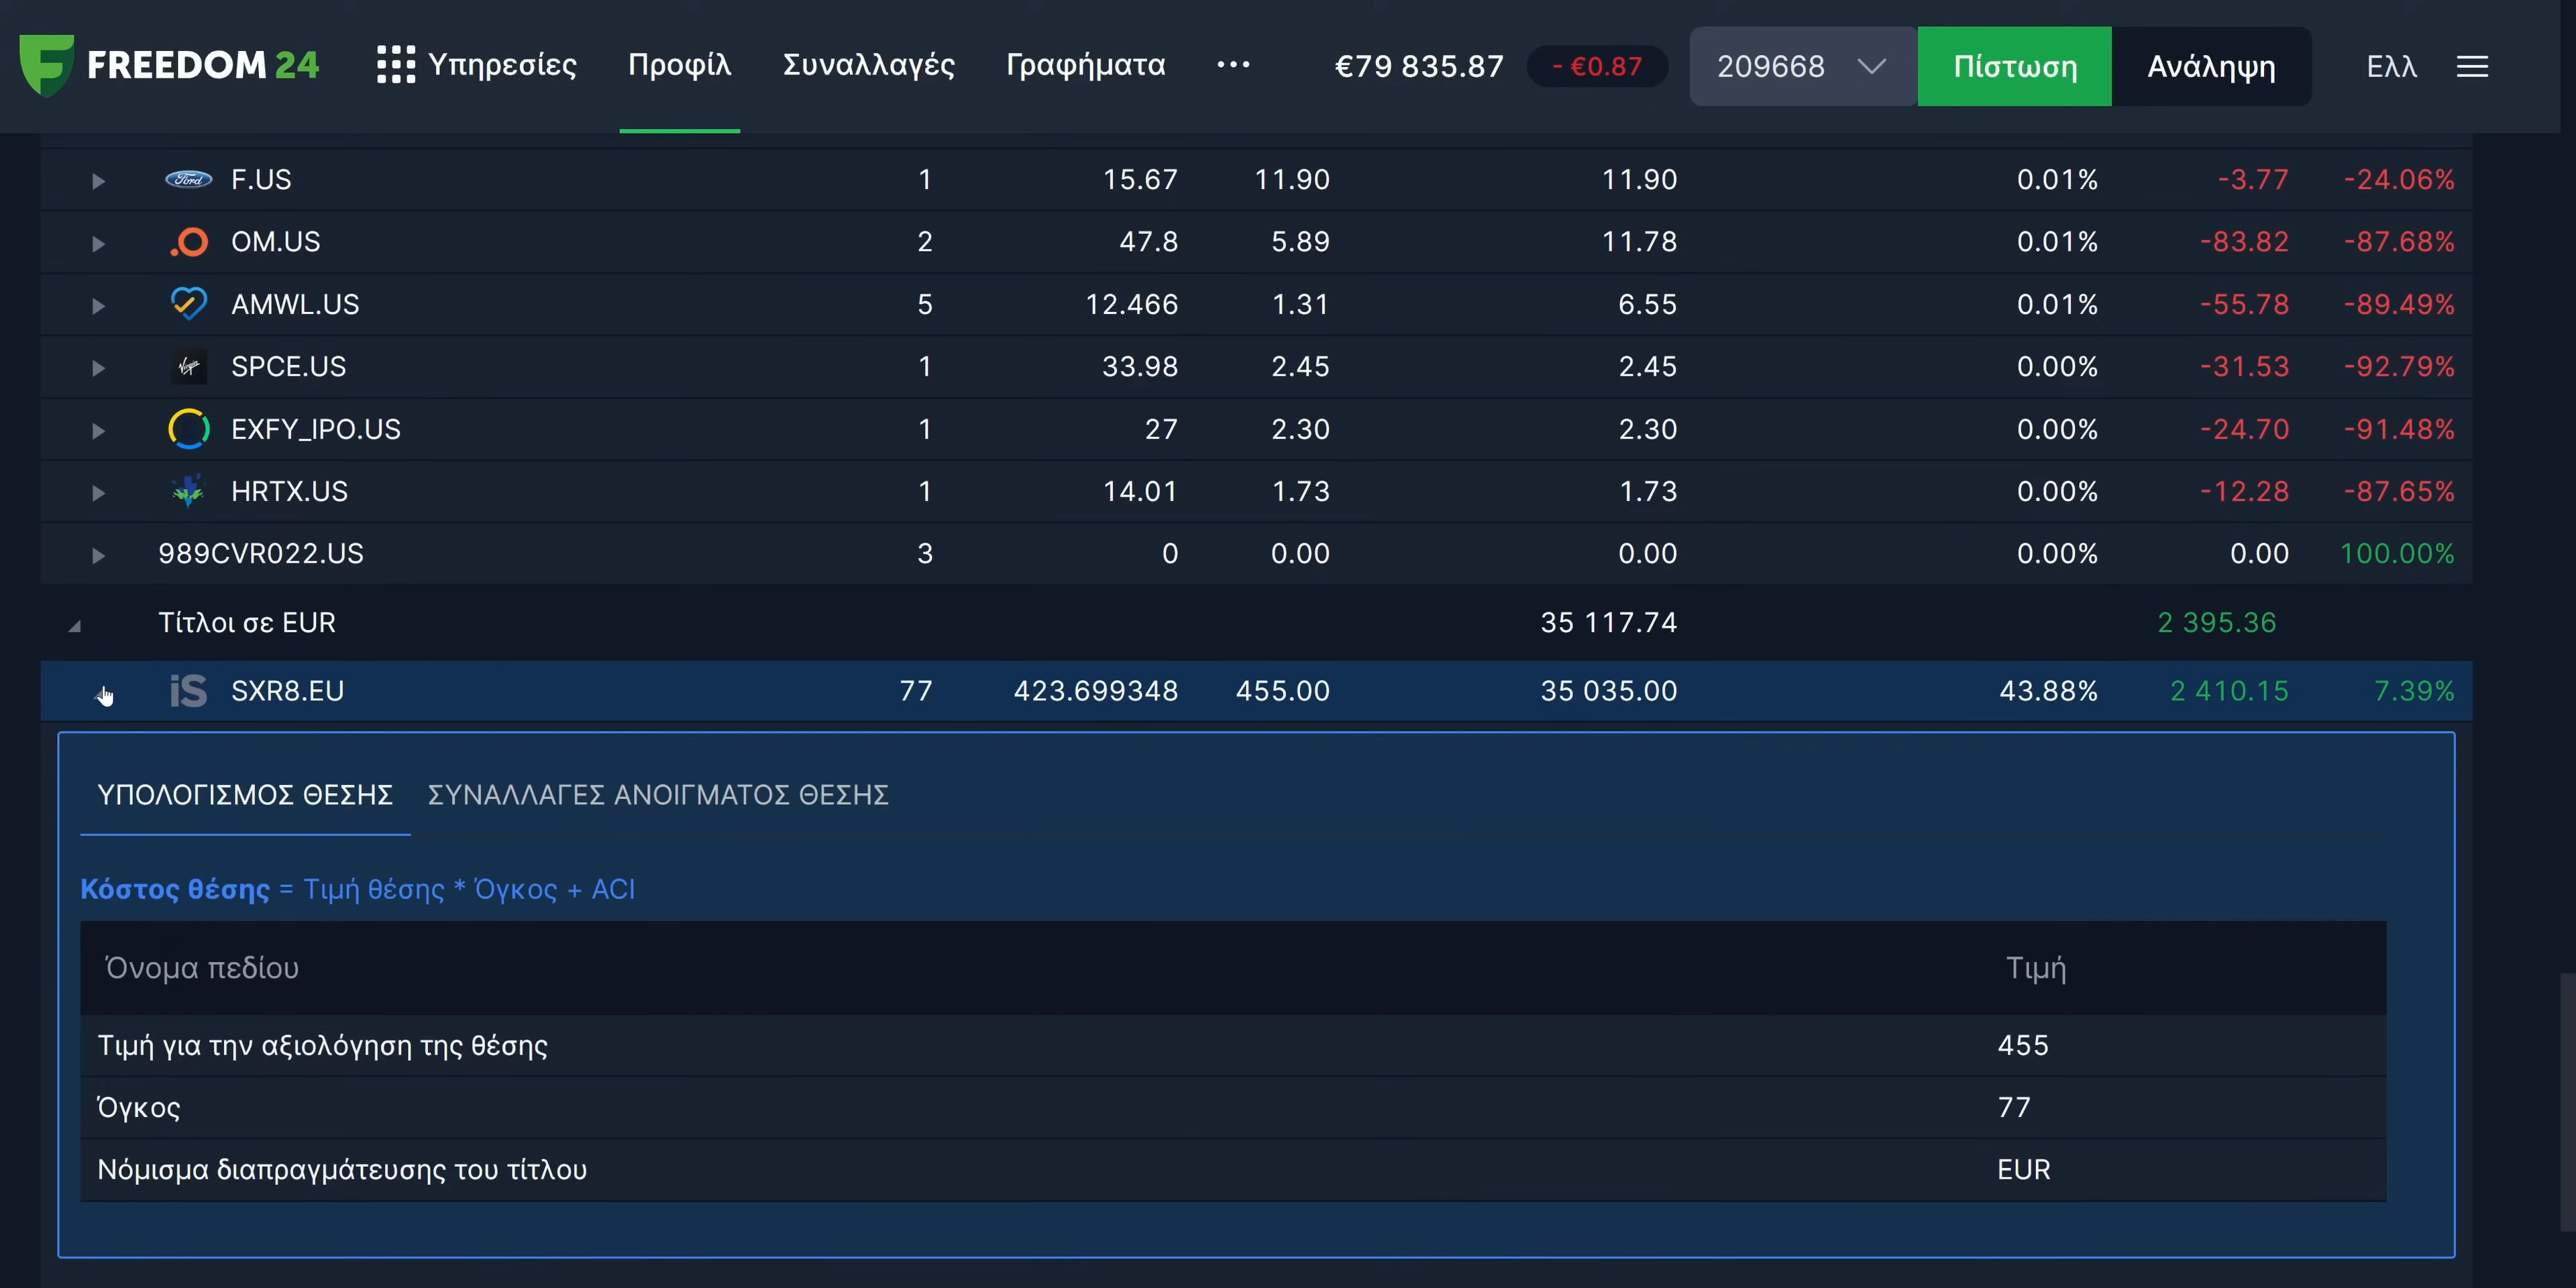 FREEDOM 24 Υπηρεσίες Προφίλ Συναλλαγές Γραφήματα ••• €79 835.87 - €0.87 209668 Πίστωση Ανάληψη Ελλ
Ford F.US 1 15.67 11.90 11.90 0.01% -3.77 -24.06%
OM.US 2 47.8 5.89 11.78 0.01% -83.82 -87.68%
AMWL.US 5 12.466 1.31 6.55 0.01% -55.78 -89.49%
Virgin SPCE.US 1 33.98 2.45 2.45 0.00% -31.53 -92.79%
EXFY_IPO.US 1 27 2.30 2.30 0.00% -24.70 -91.48%
HRTX.US 1 14.01 1.73 1.73 0.00% -12.28 -87.65%
989CVR022.US 3 0 0.00 0.00 0.00% 0.00 100.00%
Τίτλοι σε EUR 35 117.74 2 395.36
iS SXR8.EU 77 423.699348 455.00 35 035.00 43.88% 2 410.15 7.39%
ΥΠΟΛΟΓΙΣΜΟΣ ΘΕΣΗΣ ΣΥΝΑΛΛΑΓΕΣ ΑΝΟΙΓΜΑΤΟΣ ΘΕΣΗΣ
Κόστος θέσης = Τιμή θέσης * Όγκος + ACI
Όνομα πεδίου Τιμή
Τιμή για την αξιολόγηση της θέσης 455
Όγκος 77
Νόμισμα διαπραγμάτευσης του τίτλου EUR